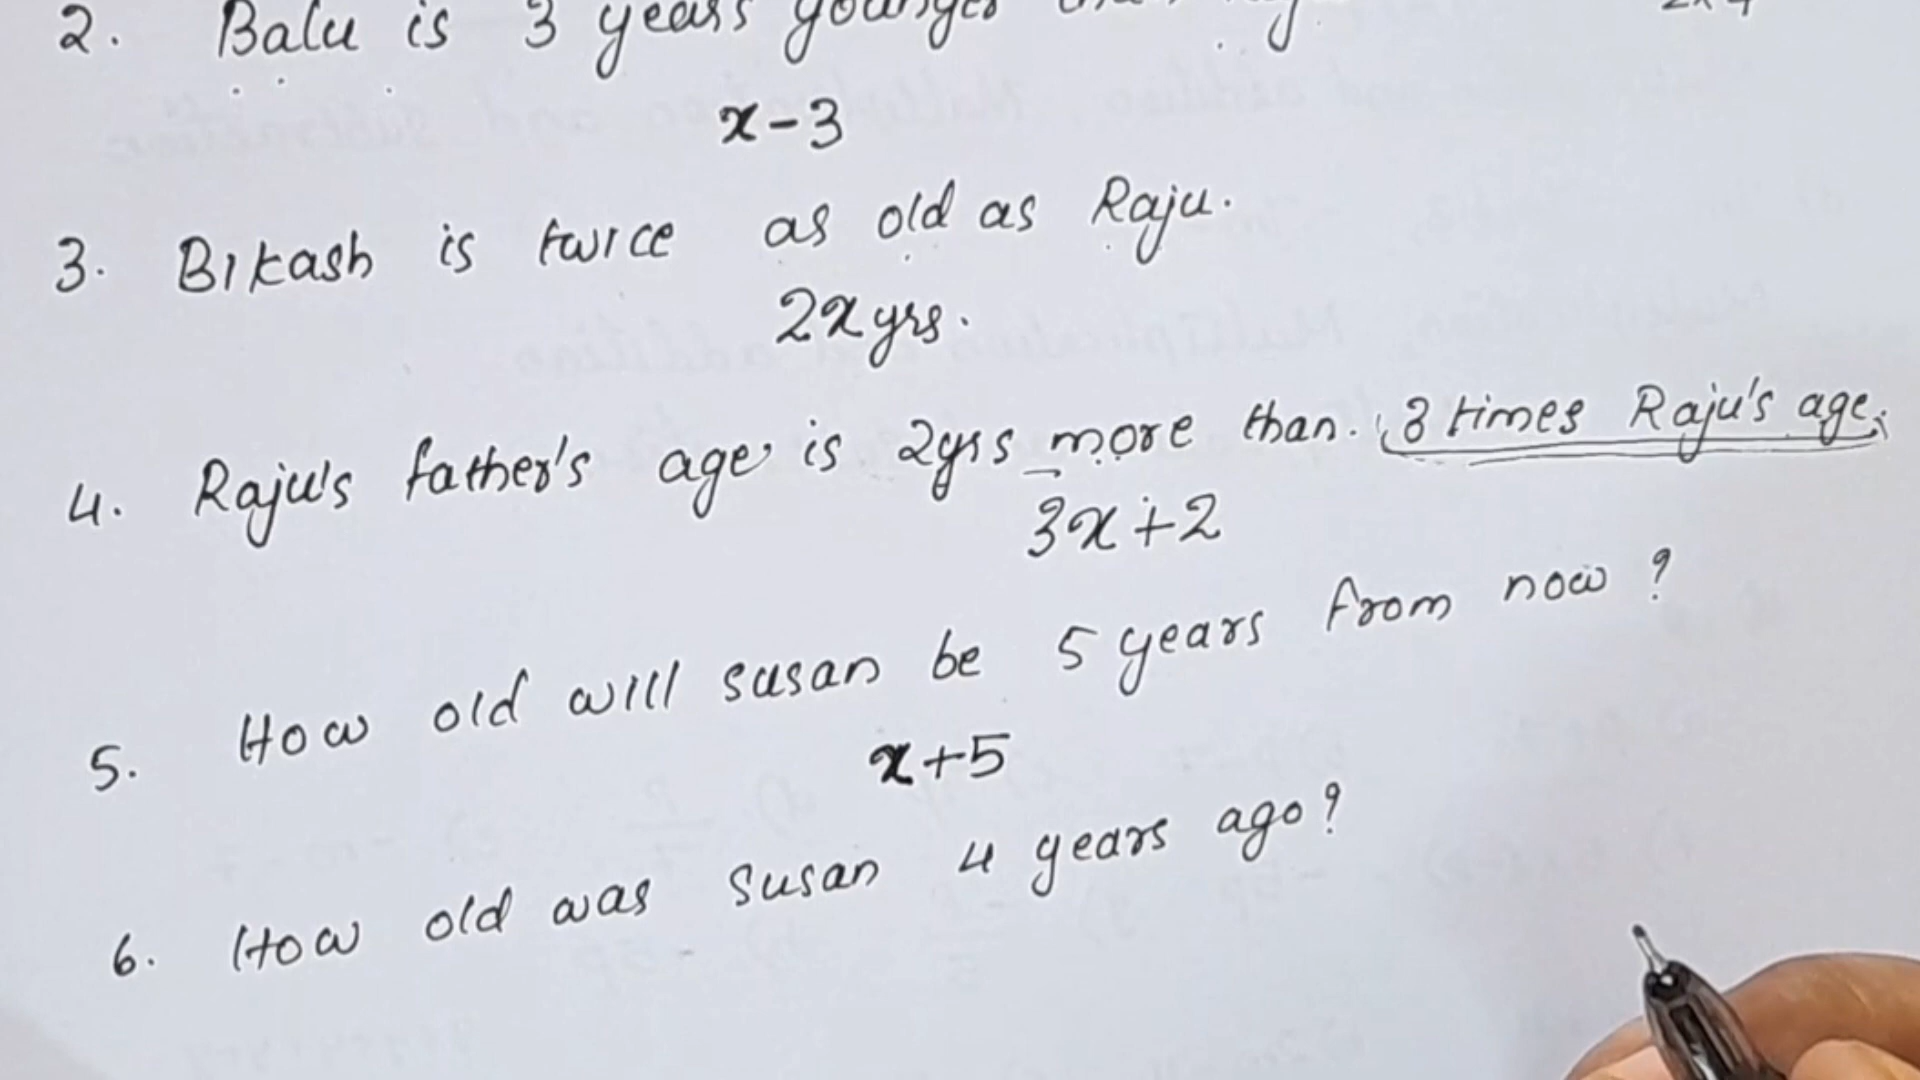 2. Balu is 3 years younger
x-3
3. Bikash is twice as old as Raju.
2x yrs.
4. Raju's father's age is 2yrs more than 3 times Raju's age.
3x+2
5. How old will susan be 5 years from now?
x+5
6. How old was susan 4 years ago?